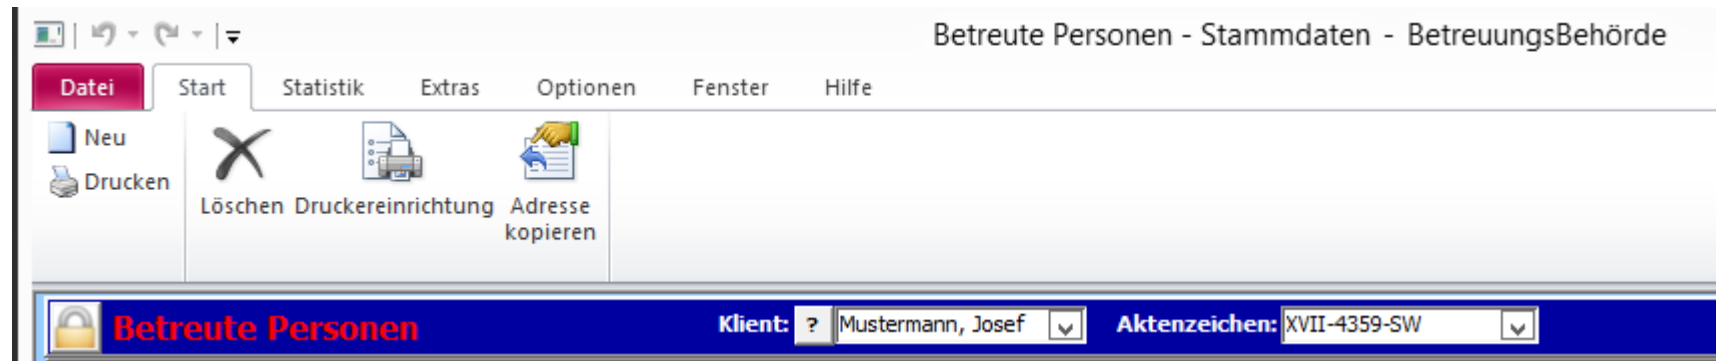 Betreute Personen - Stammdaten - BetreuungsBehörde
Datei Start Statistik Extras Optionen Fenster Hilfe
Neu
Drucken
Löschen Druckereinrichtung Adresse
kopieren
Betreute Personen Klient: ? Mustermann, Josef Aktenzeichen: XVII-4359-SW